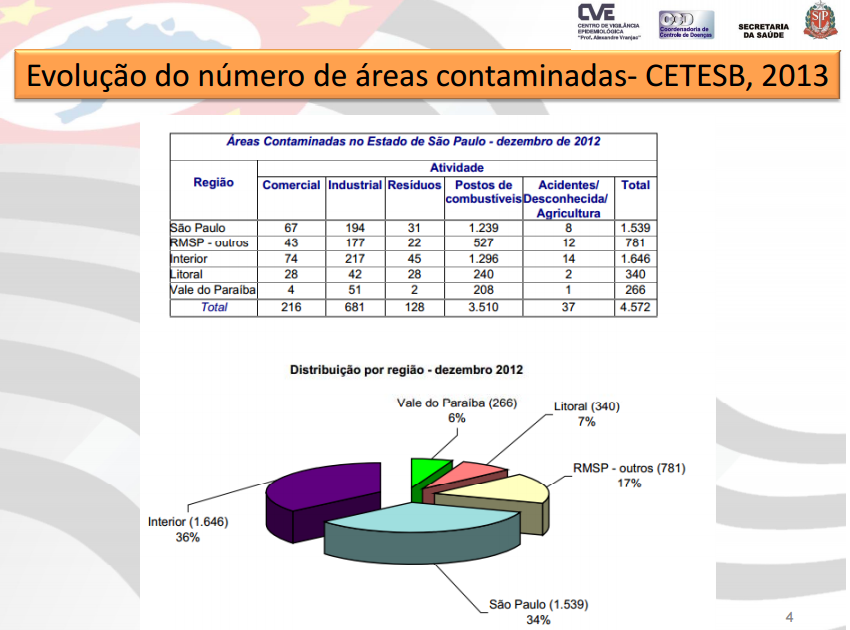 CVE
CENTRO DE VIGILÂNCIA
EPIDEMIOLÓGICA
"Prof. Alexandre Vranjac"
CCD
Coordenadoria de
Controle de Doenças
SECRETARIA
DA SAÚDE
SP
Evolução do número de áreas contaminadas- CETESB, 2013
Áreas Contaminadas no Estado de São Paulo - dezembro de 2012
Região
Atividade
Comercial Industrial Resíduos Postos de combustíveis Acidentes/ Desconhecida/ Agricultura Total
São Paulo 67 194 31 1.239 8 1.539
RMSP - outros 43 177 22 527 12 781
Interior 74 217 45 1.296 14 1.646
Litoral 28 42 28 240 2 340
Vale do Paraíba 4 51 2 208 1 266
Total 216 681 128 3.510 37 4.572
Distribuição por região - dezembro 2012
Vale do Paraíba (266)
6%
Litoral (340)
7%
RMSP - outros (781)
17%
Interior (1.646)
36%
São Paulo (1.539)
34%
4